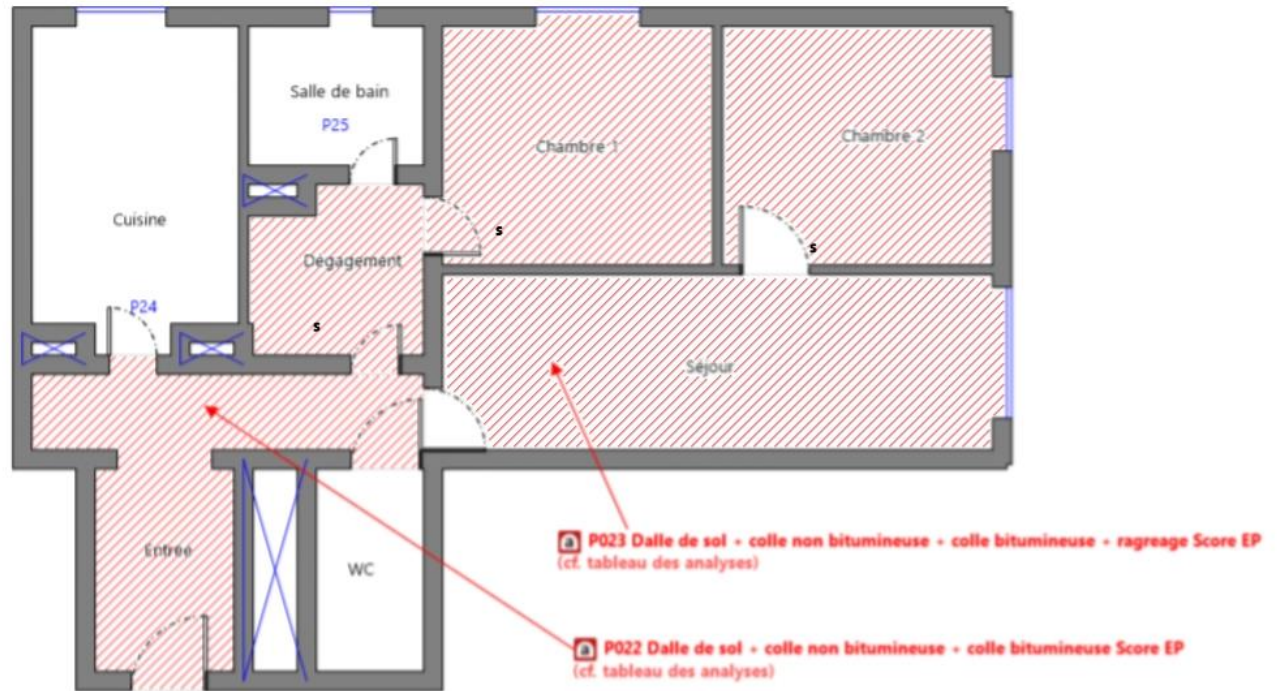 Salle de bain
P25
Chambre 1
Chambre 2
Cuisine
s
s
Dégagement
P24
s
Séjour
a P023 Dalle de sol + colle non bitumineuse + colle bitumineuse + ragreage Score EP
(cf. tableau des analyses)
Entrée
WC
a P022 Dalle de sol + colle non bitumineuse + colle bitumineuse Score EP
(cf. tableau des analyses)